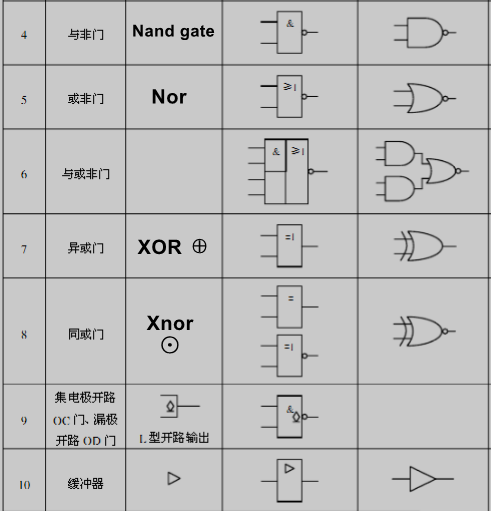 4 与非门 Nand gate &
5 或非门 Nor ≥1
6 与或非门 & ≥1
7 异或门 XOR ⊕ =1
8 同或门 Xnor ⊙ =
=1
9 集电极开路
OC 门、漏极
开路 OD 门
L 型开路输出
& 
10 缓冲器